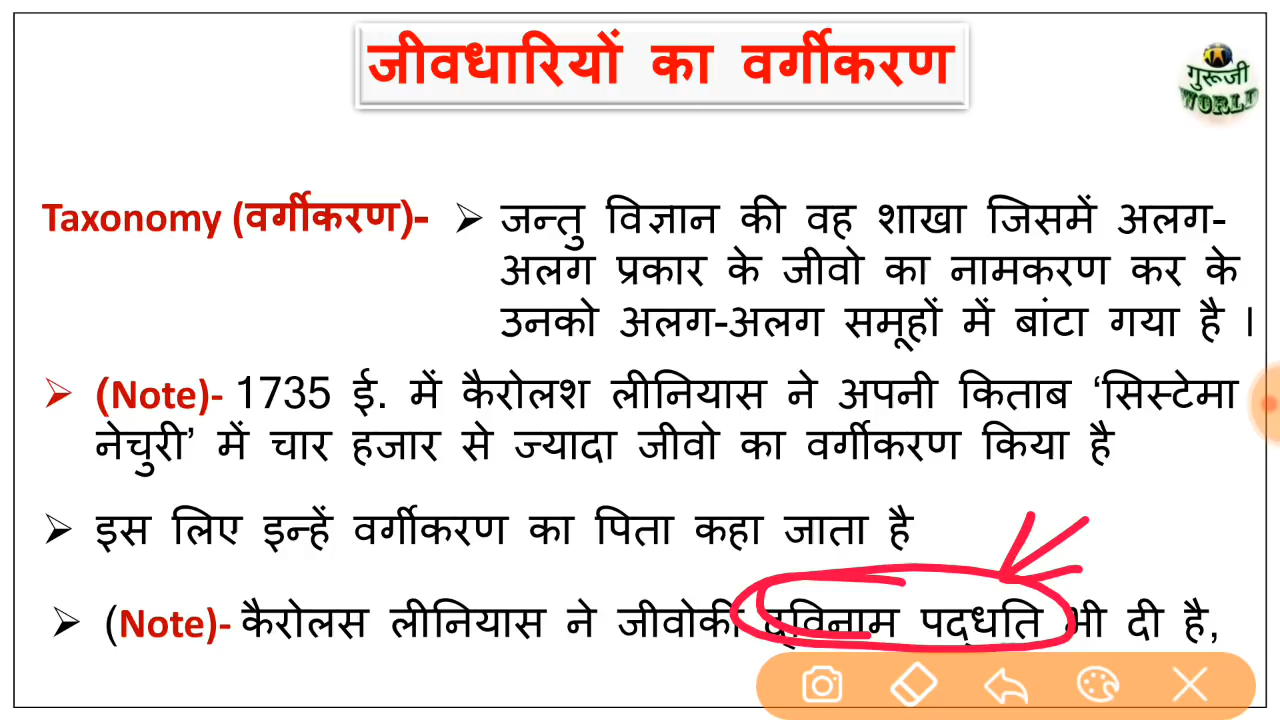 जीवधारियों का वर्गीकरण
गुरूजी
WORLD
Taxonomy (वर्गीकरण)- ➢ जन्तु विज्ञान की वह शाखा जिसमें अलग-
अलग प्रकार के जीवो का नामकरण कर के
उनको अलग-अलग समूहों में बांटा गया है ।
➢ (Note)- 1735 ई. में कैरोलश लीनियास ने अपनी किताब ‘सिस्टेमा
नेचुरी’ में चार हजार से ज्यादा जीवो का वर्गीकरण किया है
➢ इस लिए इन्हें वर्गीकरण का पिता कहा जाता है
➢ (Note)- कैरोलस लीनियास ने जीवोकी द्विनाम पद्धति भी दी है,